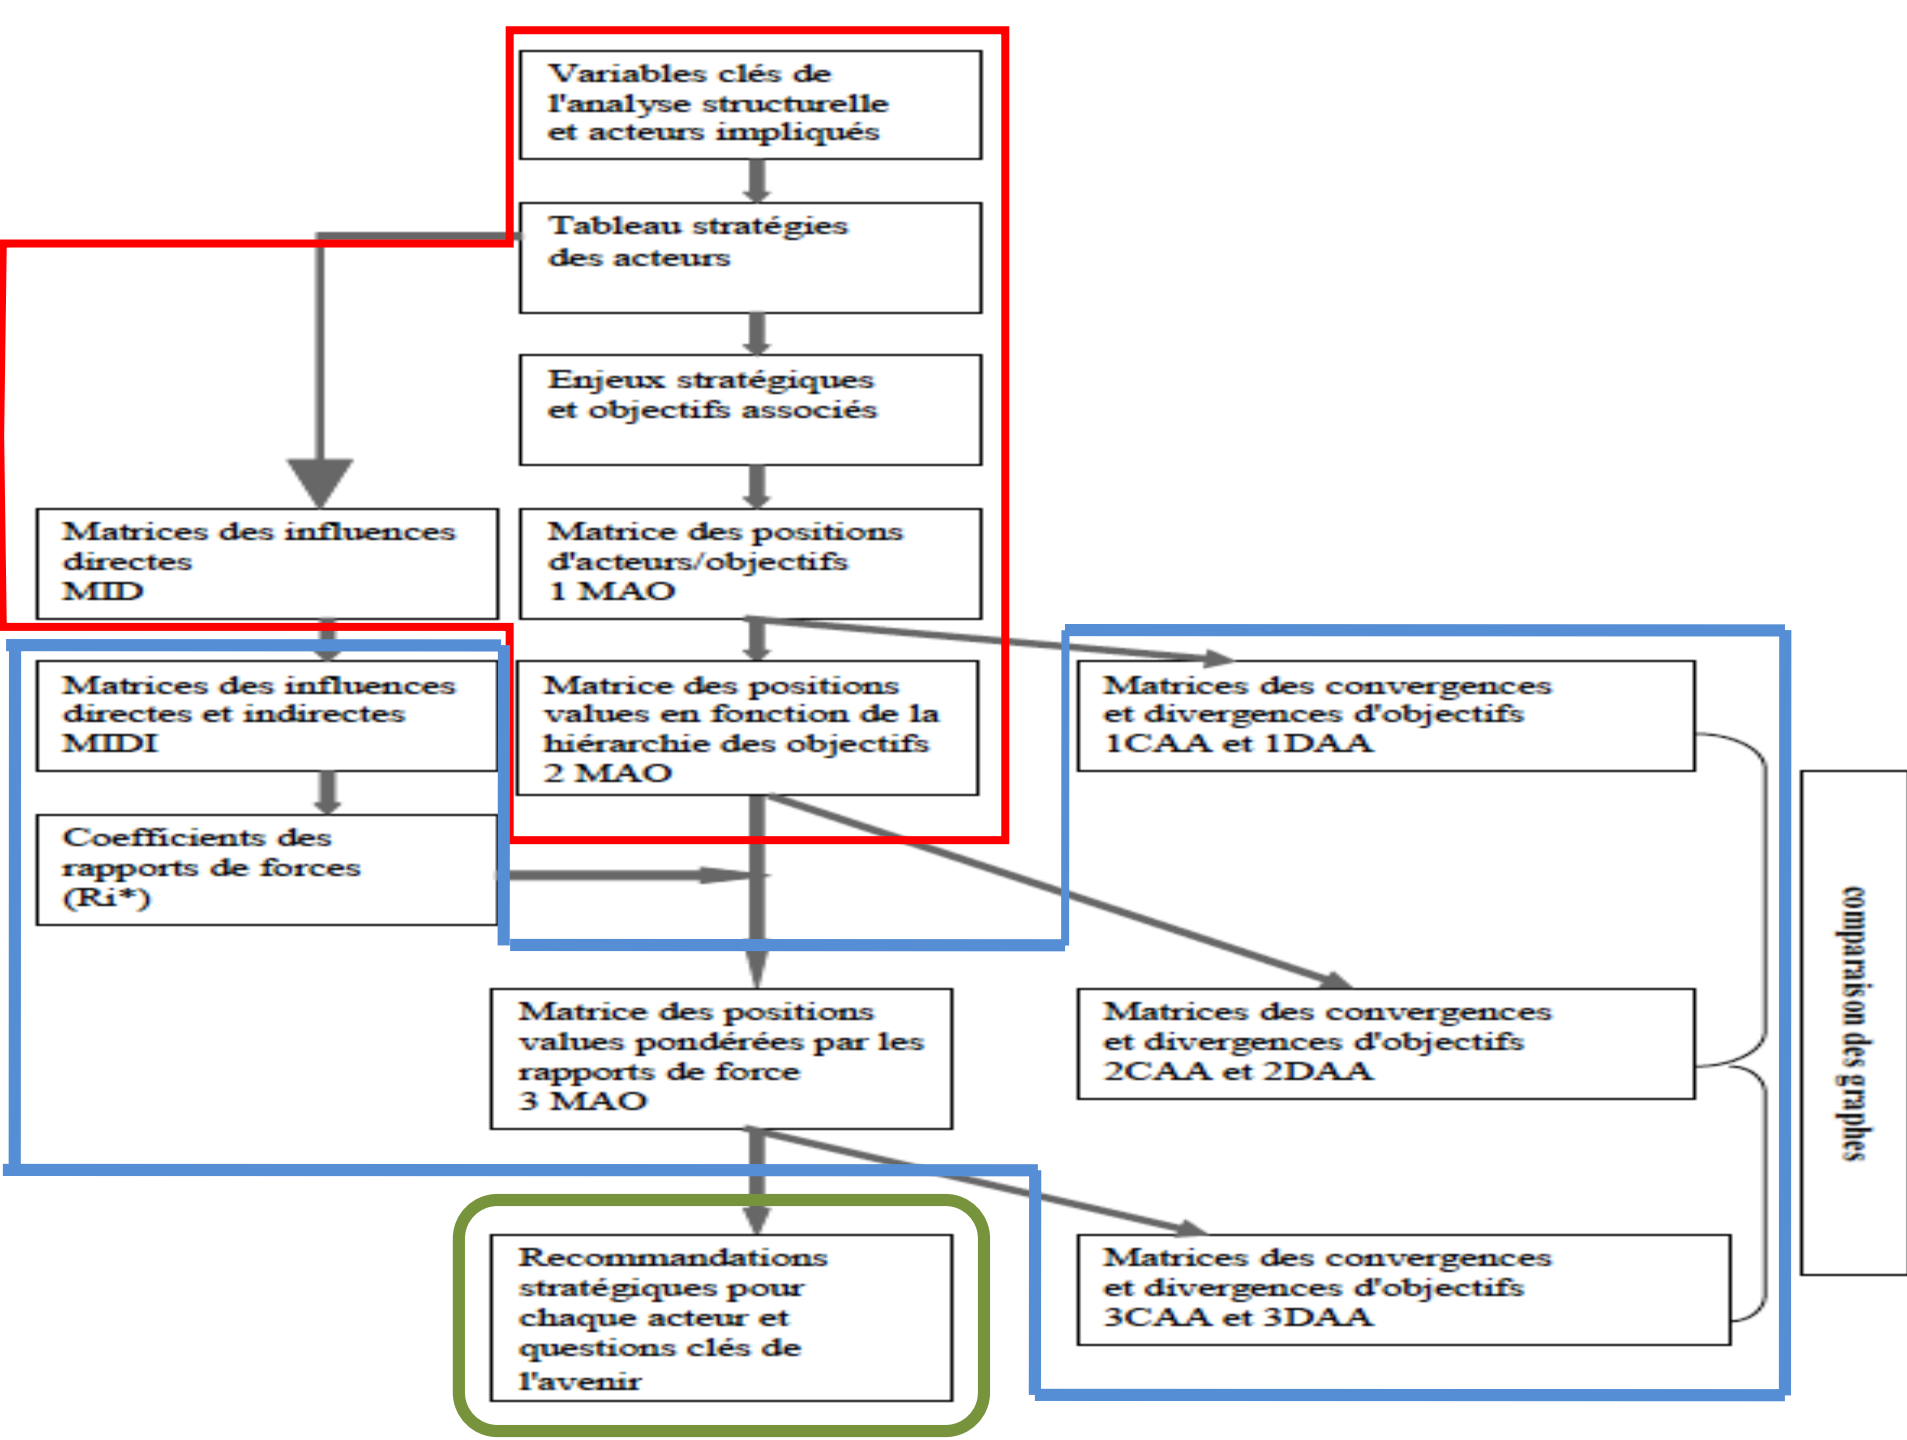 Variables clés de
l'analyse structurelle
et acteurs impliqués
Tableau stratégies
des acteurs
Enjeux stratégiques
et objectifs associés
Matrices des influences
directes
MID
Matrice des positions
d'acteurs/objectifs
1 MAO
Matrices des influences
directes et indirectes
MIDI
Matrice des positions
values en fonction de la
hiérarchie des objectifs
2 MAO
Matrices des convergences
et divergences d'objectifs
1CAA et 1DAA
Coefficients des
rapports de forces
(Ri*)
Matrice des positions
values pondérées par les
rapports de force
3 MAO
Matrices des convergences
et divergences d'objectifs
2CAA et 2DAA
comparaison des graphes
Recommandations
stratégiques pour
chaque acteur et
questions clés de
l'avenir
Matrices des convergences
et divergences d'objectifs
3CAA et 3DAA